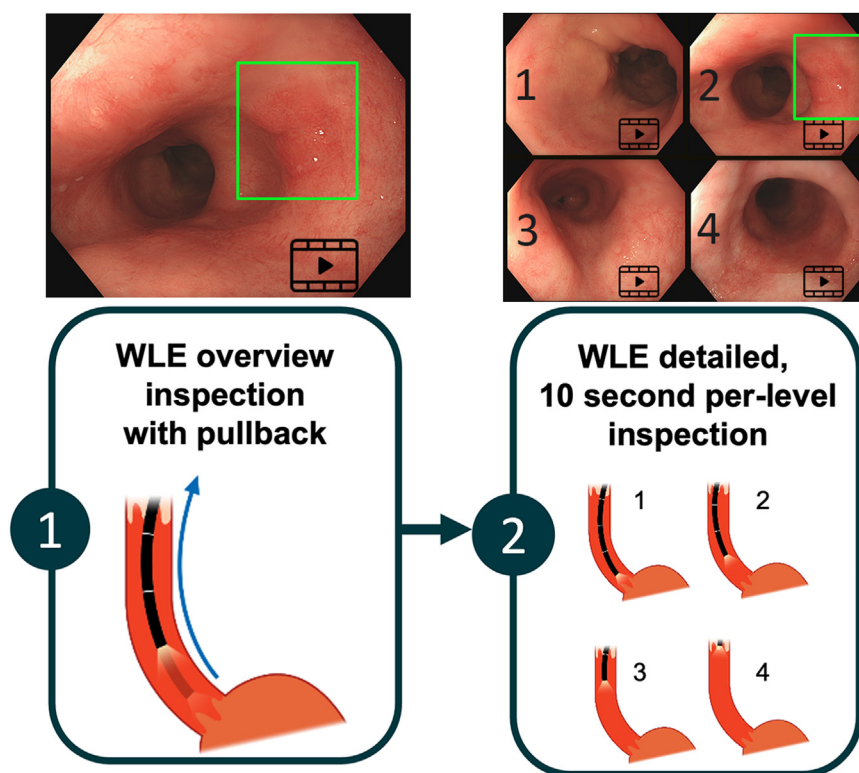 1
2
3
4
WLE overview
inspection
with pullback
1
WLE detailed,
10 second per-level
inspection
2
1
2
3
4